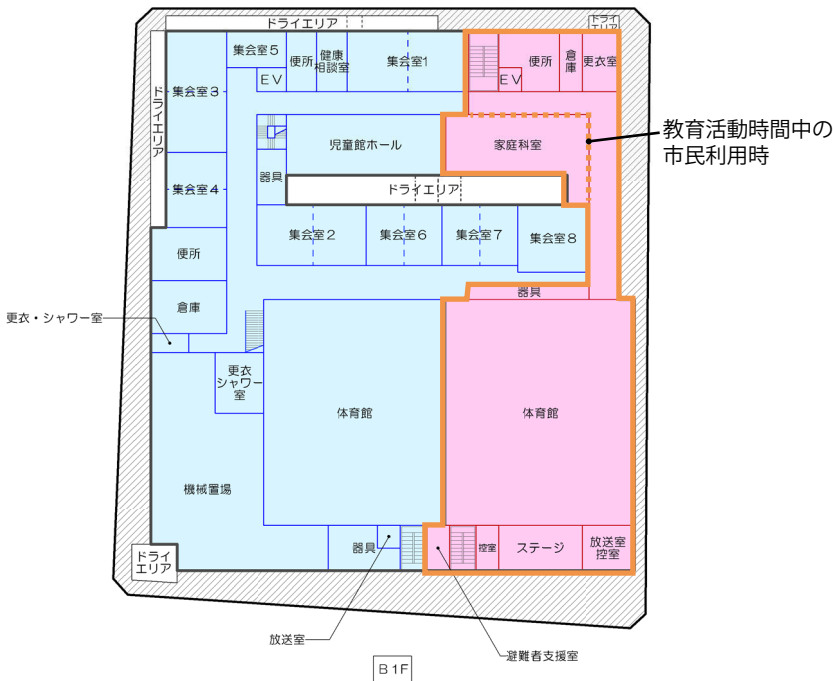 ドライエリア
ドライ
エリア
集会室5
便所
健康
相談室
集会室1
EV
便所
倉庫
更衣室
EV
ドライエリア
集会室3
教育活動時間中の
市民利用時
児童館ホール
家庭科室
器具
ドライエリア
集会室4
集会室2
集会室6
集会室7
集会室8
便所
器具
倉庫
更衣・シャワー室
更衣
シャワー
室
体育館
体育館
機械置場
器具
控室
ステージ
放送室
控室
ドライ
エリア
放送室
避難者支援室
B1F